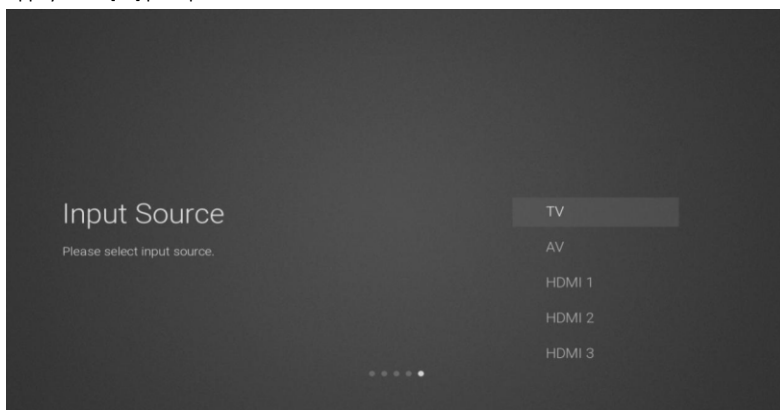 Input Source
Please select input source.
TV
AV
HDMI 1
HDMI 2
HDMI 3